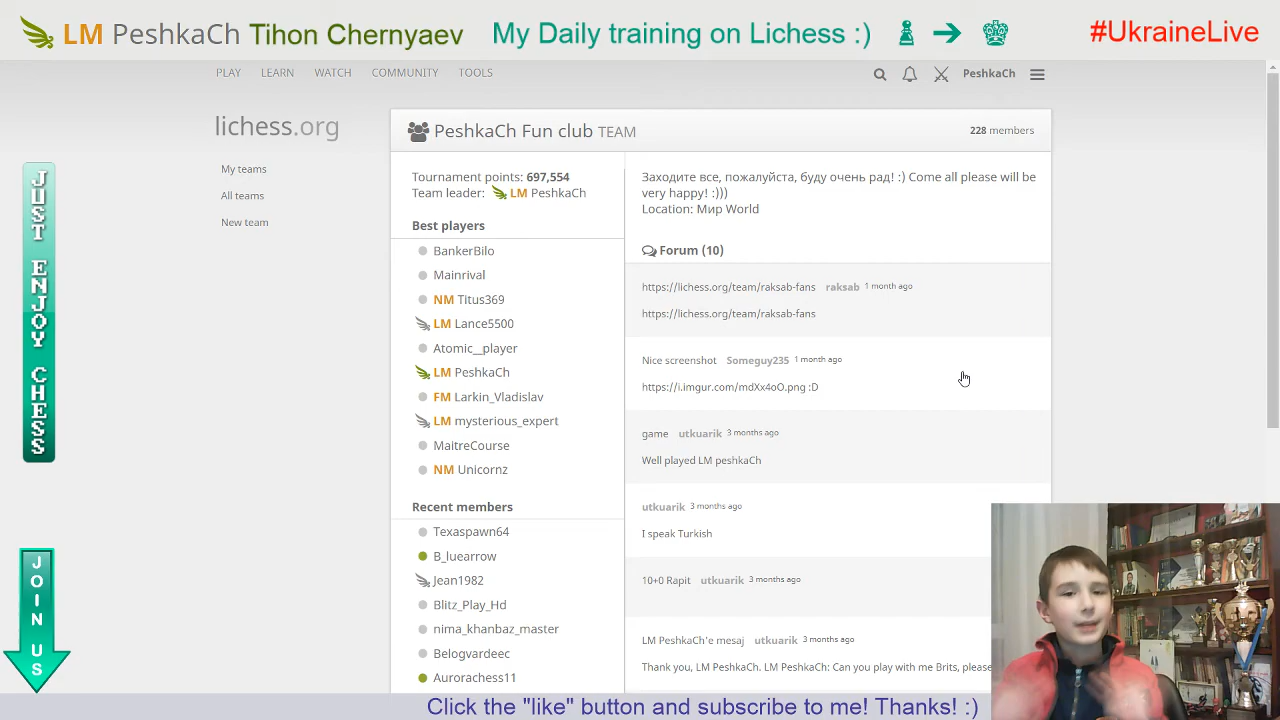 LM PeshkaCh Tihon Chernyaev My Daily training on Lichess :) #UkraineLive
PLAY LEARN WATCH COMMUNITY TOOLS PeshkaCh
lichess.org
My teams
All teams
New team
JUST ENJOY CHESS
JOIN US
PeshkaCh Fun club TEAM 228 members
Tournament points: 697,554
Team leader: LM PeshkaCh
Best players
BankerBilo
Mainrival
NM Titus369
LM Lance5500
Atomic__player
LM PeshkaCh
FM Larkin_Vladislav
LM mysterious_expert
MaitreCourse
NM Unicornz
Recent members
Texaspawn64
B_luearrow
Jean1982
Blitz_Play_Hd
nima_khanbaz_master
Belogvardeec
Aurorachess11
Заходите все, пожалуйста, буду очень рад! :) Come all please will be
very happy! :)))
Location: Мир World
Forum (10)
https://lichess.org/team/raksab-fans raksab 1 month ago
https://lichess.org/team/raksab-fans
Nice screenshot Someguy235 1 month ago
https://i.imgur.com/mdXx4oO.png :D
game utkuarik 3 months ago
Well played LM peshkaCh
utkuarik 3 months ago
I speak Turkish
10+0 Rapit utkuarik 3 months ago
LM PeshkaCh'e mesaj utkuarik 3 months ago
Thank you, LM PeshkaCh. LM PeshkaCh: Can you play with me Brits, please
Click the "like" button and subscribe to me! Thanks! :)